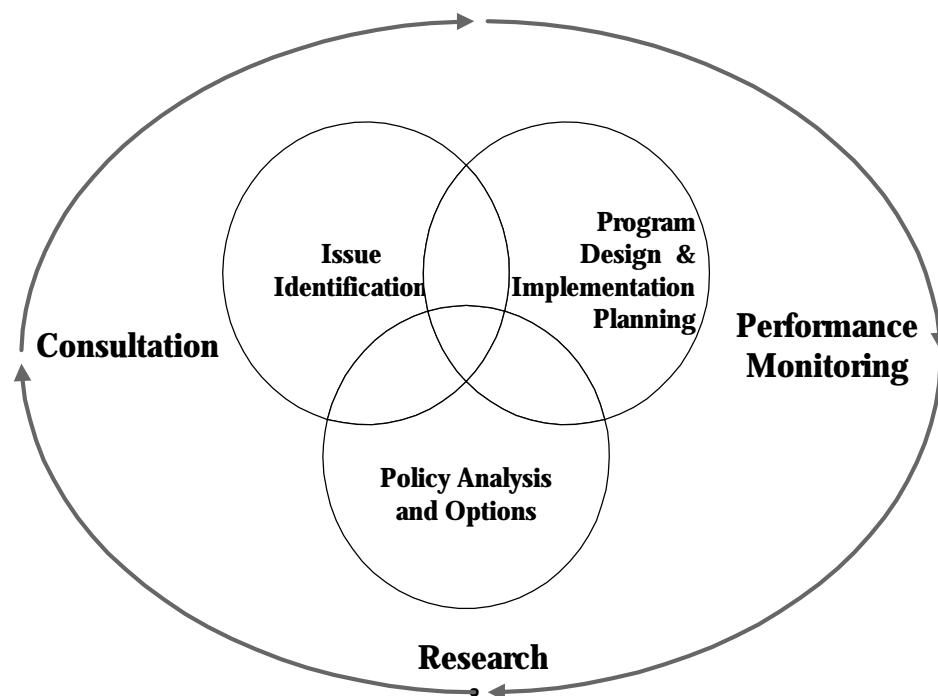 Issue
Identification
Program
Design &
Implementation
Planning
Consultation
Performance
Monitoring
Policy Analysis
and Options
Research